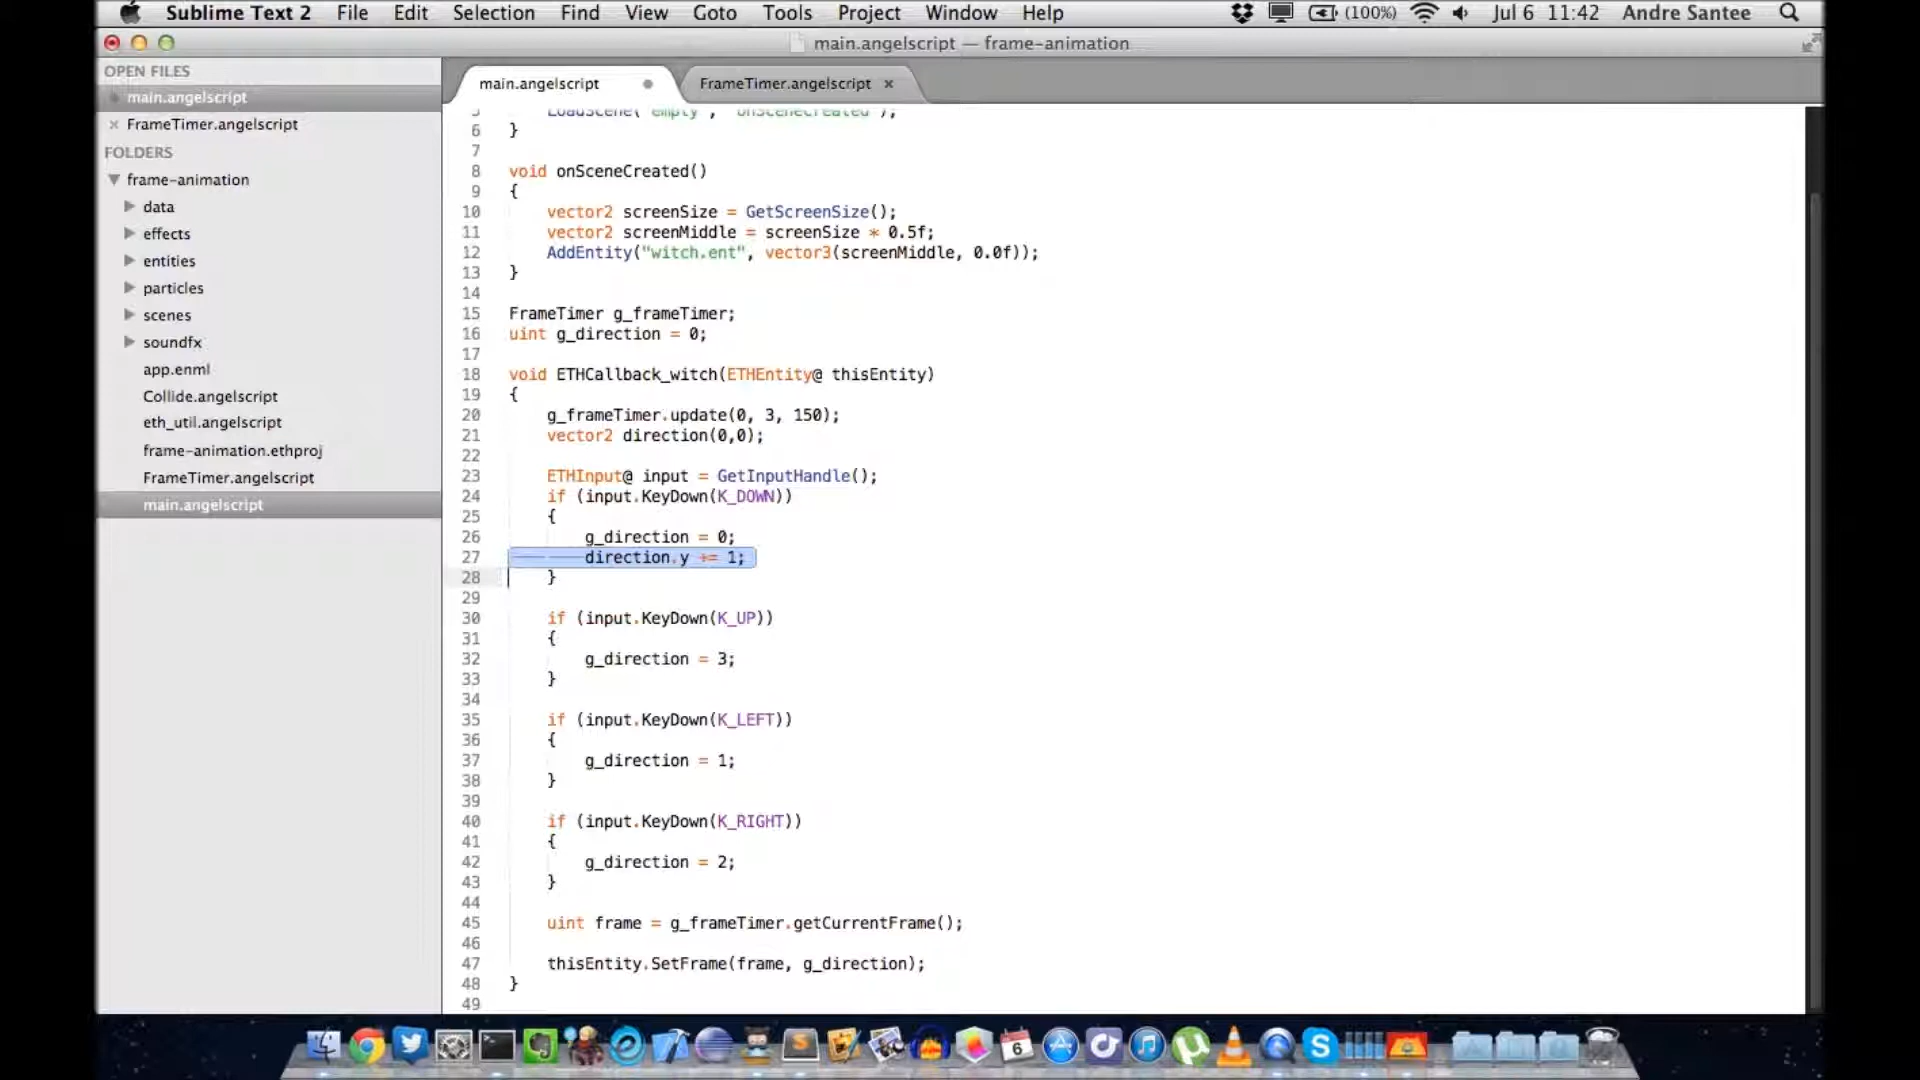 Sublime Text 2 File Edit Selection Find View Goto Tools Project Window Help (100%) Jul 6 11:42 Andre Santee
main.angelscript — frame-animation
OPEN FILES
main.angelscript
FrameTimer.angelscript
FOLDERS
frame-animation
data
effects
entities
particles
scenes
soundfx
app.enml
Collide.angelscript
eth_util.angelscript
frame-animation.ethproj
FrameTimer.angelscript
main.angelscript
main.angelscript FrameTimer.angelscript
5 LoadScene("empty", "onSceneCreated");
6 }
7
8 void onSceneCreated()
9 {
10 vector2 screenSize = GetScreenSize();
11 vector2 screenMiddle = screenSize * 0.5f;
12 AddEntity("witch.ent", vector3(screenMiddle, 0.0f));
13 }
14
15 FrameTimer g_frameTimer;
16 uint g_direction = 0;
17
18 void ETHCallback_witch(ETHEntity@ thisEntity)
19 {
20 g_frameTimer.update(0, 3, 150);
21 vector2 direction(0,0);
22
23 ETHInput@ input = GetInputHandle();
24 if (input.KeyDown(K_DOWN))
25 {
26 g_direction = 0;
27 direction.y += 1;
28 }
29
30 if (input.KeyDown(K_UP))
31 {
32 g_direction = 3;
33 }
34
35 if (input.KeyDown(K_LEFT))
36 {
37 g_direction = 1;
38 }
39
40 if (input.KeyDown(K_RIGHT))
41 {
42 g_direction = 2;
43 }
44
45 uint frame = g_frameTimer.getCurrentFrame();
46
47 thisEntity.SetFrame(frame, g_direction);
48 }
49
6